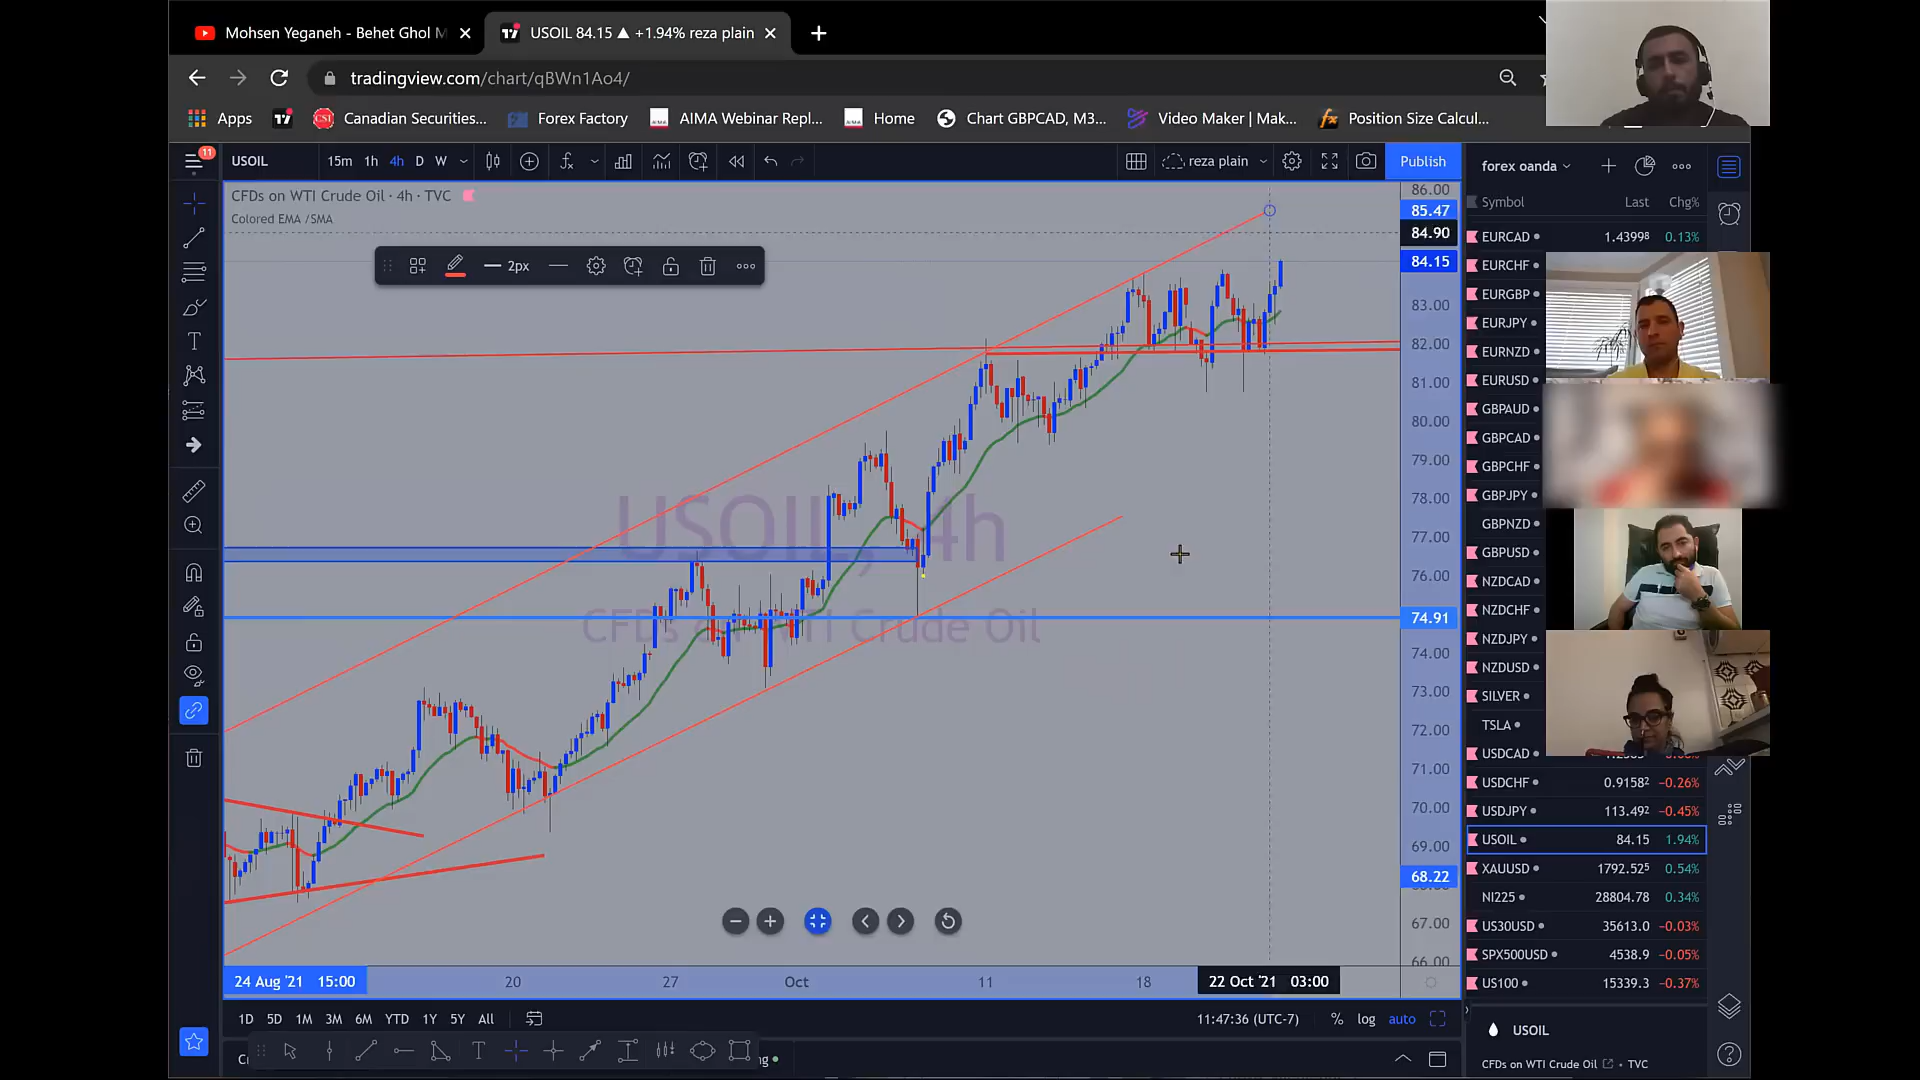 Mohsen Yeganeh - Behet Ghol M
USOIL 84.15 ▲ +1.94% reza plain
tradingview.com/chart/qBWn1Ao4/
Apps
CSI
Canadian Securities...
Forex Factory
AIMA Webinar Repl...
Home
Chart GBPCAD, M3...
Video Maker | Mak...
Position Size Calcul...
11
USOIL
15m 1h 4h D W
reza plain
Publish
forex oanda
CFDs on WTI Crude Oil · 4h · TVC
Colored EMA /SMA
2px
USOIL, 4h
CFDs on WTI Crude Oil
86.00
85.47
84.90
84.15
83.00
82.00
81.00
80.00
79.00
78.00
77.00
76.00
74.91
74.00
73.00
72.00
71.00
70.00
69.00
68.22
67.00
66.00
Symbol Last Chg%
EURCAD 1.43998 0.13%
EURCHF
EURGBP
EURJPY
EURNZD
EURUSD
GBPAUD
GBPCAD
GBPCHF
GBPJPY
GBPNZD
GBPUSD
NZDCAD
NZDCHF
NZDJPY
NZDUSD
SILVER
TSLA
USDCAD
USDCHF 0.9158² −0.26%
USDJPY 113.49² −0.45%
USOIL 84.15 1.94%
XAUUSD 1792.52⁵ 0.54%
NI225 28804.78 0.34%
US30USD 35613.0 −0.03%
SPX500USD 4538.9 −0.05%
US100 15339.3 −0.37%
24 Aug '21 15:00
20
27
Oct
11
18
22 Oct '21 03:00
1D 5D 1M 3M 6M YTD 1Y 5Y All
11:47:36 (UTC-7)
% log auto
USOIL
CFDs on WTI Crude Oil · TVC